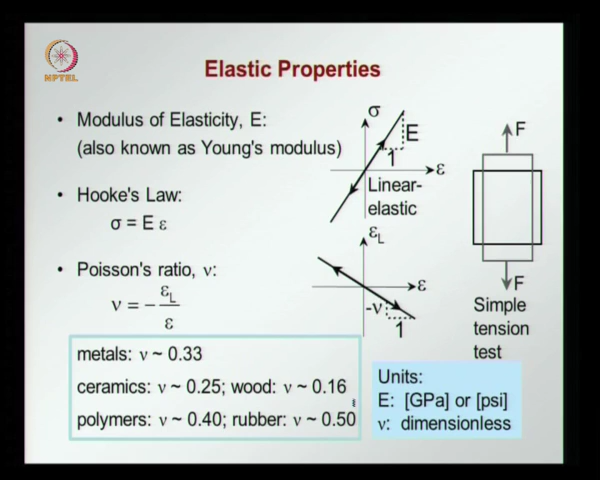 NPTEL
Elastic Properties
• Modulus of Elasticity, E:
(also known as Young's modulus)
• Hooke's Law:
σ = E ε
• Poisson's ratio, ν:
ν = − εL / ε
metals: ν ~ 0.33
ceramics: ν ~ 0.25; wood: ν ~ 0.16
polymers: ν ~ 0.40; rubber: ν ~ 0.50
σ
E
1
ε
Linear-
elastic
εL
ε
-ν
1
F
F
Simple
tension
test
Units:
E: [GPa] or [psi]
ν: dimensionless